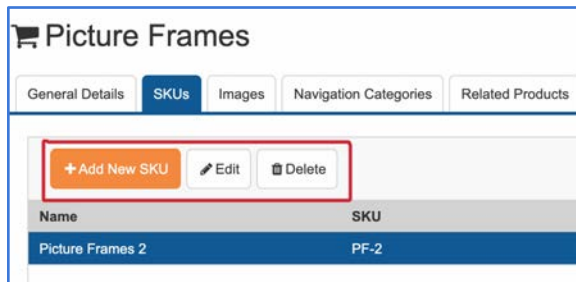 Picture Frames
General Details SKUs Images Navigation Categories Related Products
+ Add New SKU Edit Delete
Name SKU
Picture Frames 2 PF-2